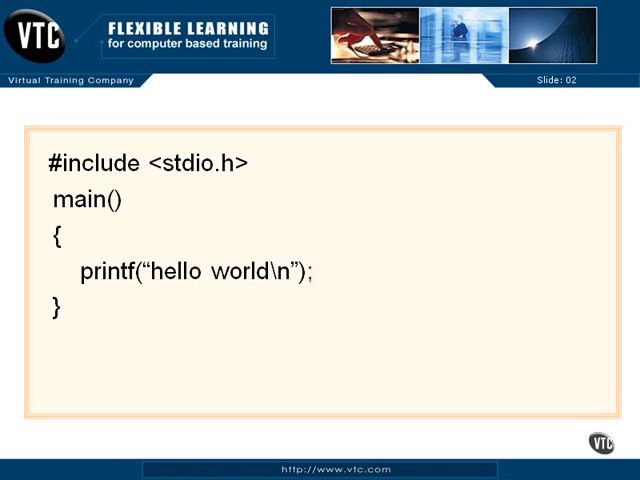 VTC
FLEXIBLE LEARNING
for computer based training
Virtual Training Company
Slide: 02
#include <stdio.h>
main()
{
printf(“hello world\n”);
}
VTC
http://www.vtc.com